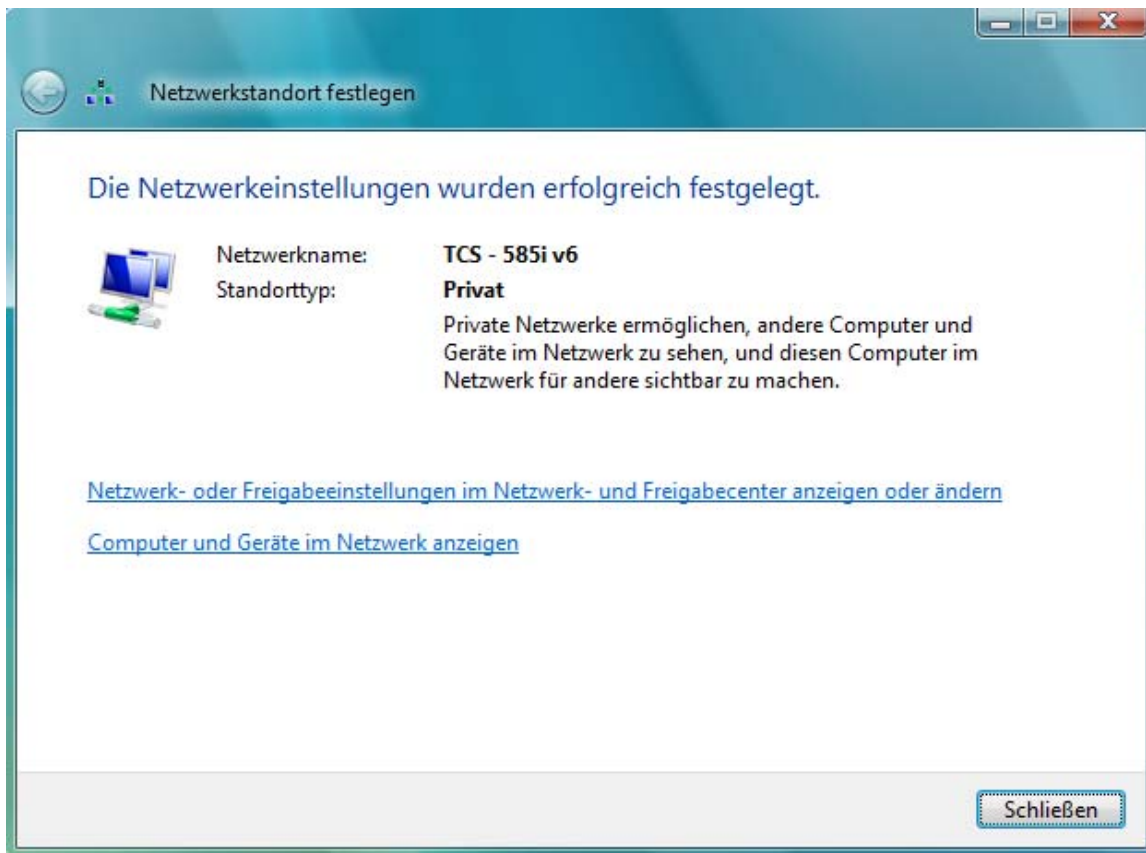 Netzwerkstandort festlegen
Die Netzwerkeinstellungen wurden erfolgreich festgelegt.
Netzwerkname: TCS - 585i v6
Standorttyp: Privat
Private Netzwerke ermöglichen, andere Computer und
Geräte im Netzwerk zu sehen, und diesen Computer im
Netzwerk für andere sichtbar zu machen.
Netzwerk- oder Freigabeeinstellungen im Netzwerk- und Freigabecenter anzeigen oder ändern
Computer und Geräte im Netzwerk anzeigen
Schließen